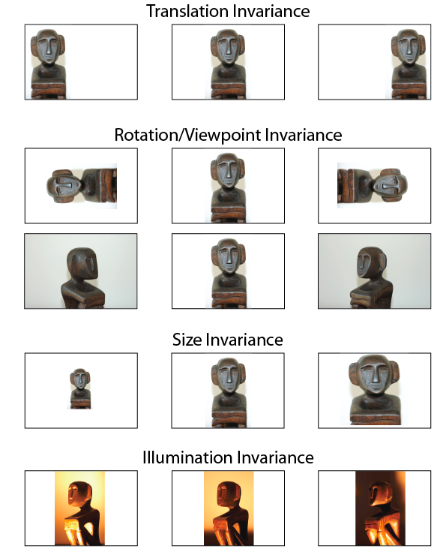 Translation Invariance
Rotation/Viewpoint Invariance
Size Invariance
Illumination Invariance